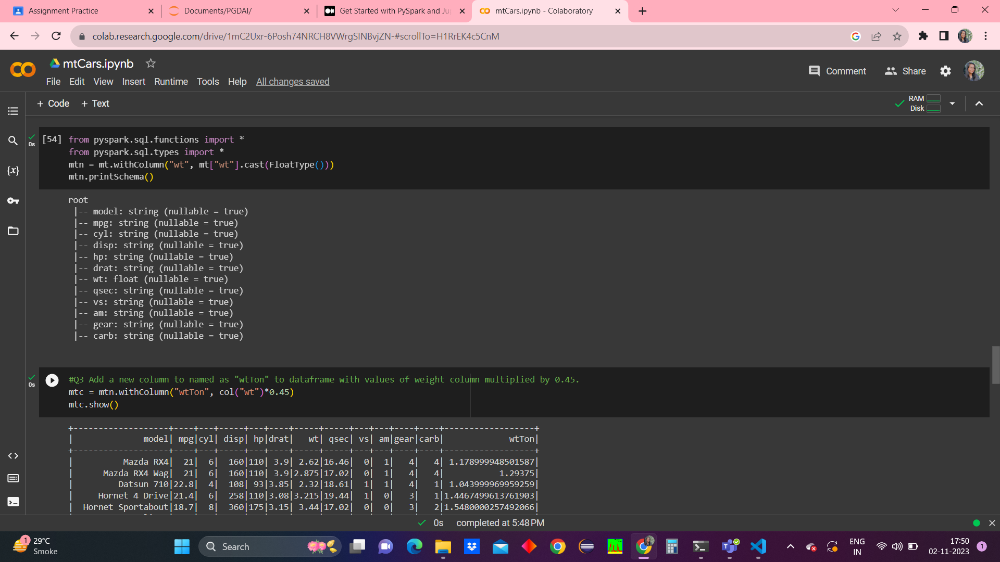 Assignment Practice
Documents/PGDAI/
Get Started with PySpark and Ju
mtCars.ipynb - Colaboratory
colab.research.google.com/drive/1mC2Uxr-6Posh74NRCH8VWrgSINBvjZN-#scrollTo=H1RrEK4c5CnM
mtCars.ipynb
Comment
Share
File Edit View Insert Runtime Tools Help All changes saved
+ Code + Text
RAM
Disk
[54] from pyspark.sql.functions import *
0s
from pyspark.sql.types import *
mtn = mt.withColumn("wt", mt["wt"].cast(FloatType()))
mtn.printSchema()
root
|-- model: string (nullable = true)
|-- mpg: string (nullable = true)
|-- cyl: string (nullable = true)
|-- disp: string (nullable = true)
|-- hp: string (nullable = true)
|-- drat: string (nullable = true)
|-- wt: float (nullable = true)
|-- qsec: string (nullable = true)
|-- vs: string (nullable = true)
|-- am: string (nullable = true)
|-- gear: string (nullable = true)
|-- carb: string (nullable = true)
0s
#Q3 Add a new column to named as "wtTon" to dataframe with values of weight column multiplied by 0.45.
mtc = mtn.withColumn("wtTon", col("wt")*0.45)
mtc.show()
+-------------------+----+---+-----+---+----+-----+-----+---+---+----+----+------------------+
|              model| mpg|cyl| disp| hp|drat|   wt| qsec| vs| am|gear|carb|             wtTon|
+-------------------+----+---+-----+---+----+-----+-----+---+---+----+----+------------------+
|          Mazda RX4|  21|  6|  160|110| 3.9| 2.62|16.46|  0|  1|   4|   4| 1.178999948501587|
|      Mazda RX4 Wag|  21|  6|  160|110| 3.9|2.875|17.02|  0|  1|   4|   4|           1.29375|
|         Datsun 710|22.8|  4|  108| 93|3.85| 2.32|18.61|  1|  1|   4|   1| 1.043999969959259|
|     Hornet 4 Drive|21.4|  6|  258|110|3.08|3.215|19.44|  1|  0|   3|   1|1.4467499613761903|
|  Hornet Sportabout|18.7|  8|  360|175|3.15| 3.44|17.02|  0|  0|   3|   2|1.5480000257492066|
0s completed at 5:48 PM
1
29°C
Smoke
Search
ENG
IN
17:50
02-11-2023
1